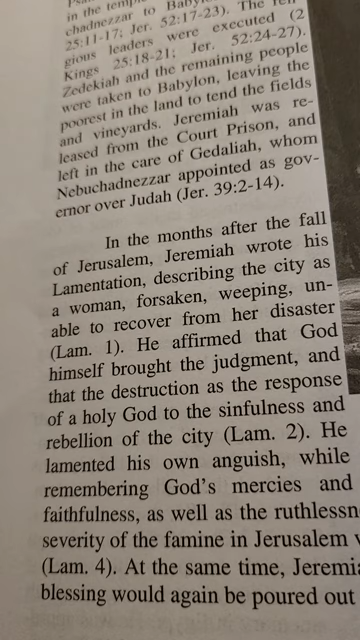 in the temp
chadnezzar to Baby
25:11-17; Jer. 52:17-23). The
gious leaders were executed (2
Kings 25:18-21; Jer. 52:24-27).
Zedekiah and the remaining people
were taken to Babylon, leaving the
poorest in the land to tend the fields
and vineyards. Jeremiah was re-
leased from the Court Prison, and
left in the care of Gedaliah, whom
Nebuchadnezzar appointed as gov-
ernor over Judah (Jer. 39:2-14).
In the months after the fall
of Jerusalem, Jeremiah wrote his
Lamentation, describing the city as
a woman, forsaken, weeping, un-
able to recover from her disaster
(Lam. 1). He affirmed that God
himself brought the judgment, and
that the destruction as the response
of a holy God to the sinfulness and
rebellion of the city (Lam. 2). He
lamented his own anguish, while
remembering God's mercies and
faithfulness, as well as the ruthlessn
severity of the famine in Jerusalem
(Lam. 4). At the same time, Jeremia
blessing would again be poured out